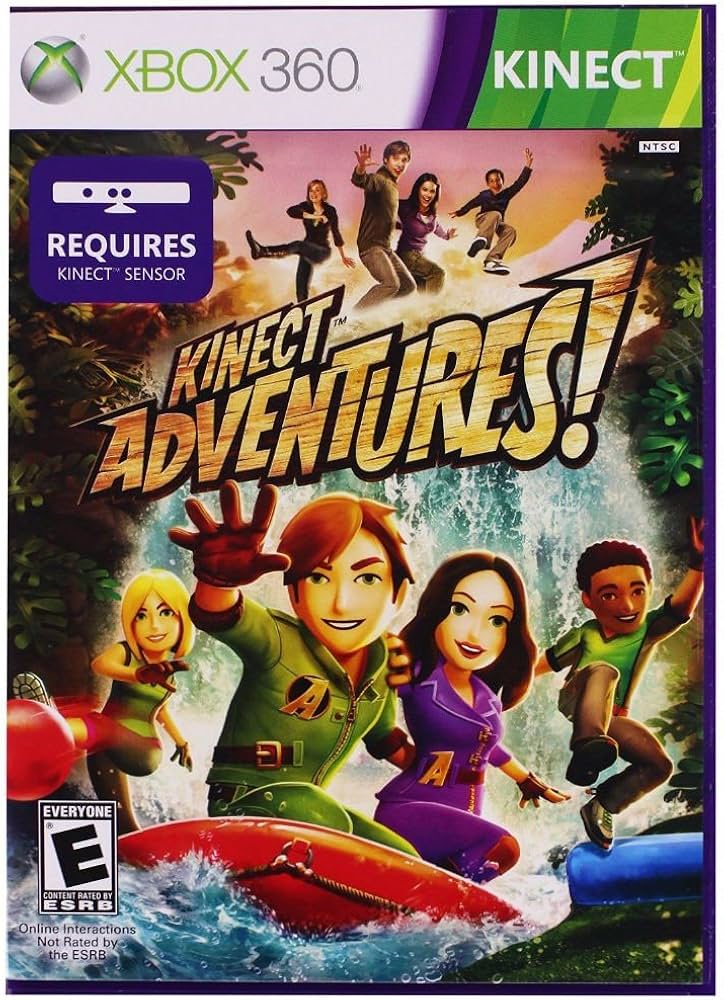 XBOX 360
KINECT™
NTSC
REQUIRES
KINECT™ SENSOR
KINECT™
ADVENTURES!
A
A
EVERYONE
E
CONTENT RATED BY
ESRB
Online Interactions
Not Rated by
the ESRB